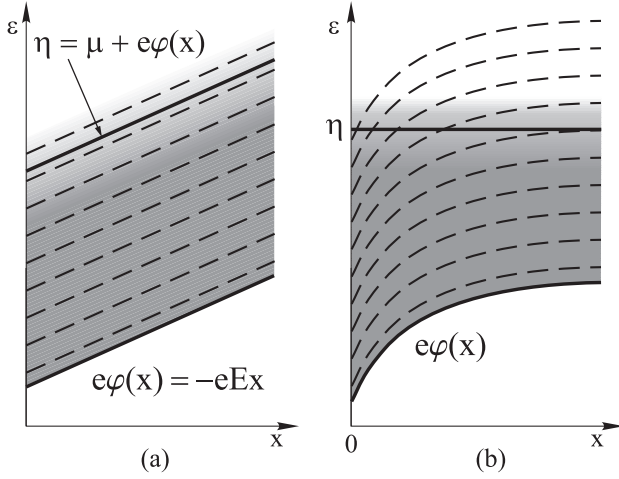 ε
η = μ + eφ(x)
eφ(x) = −eEx
x
(a)
ε
η
eφ(x)
0
x
(b)